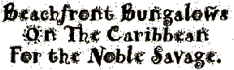 Beachfront Bungalows
On The Caribbean
For the Noble Savage.